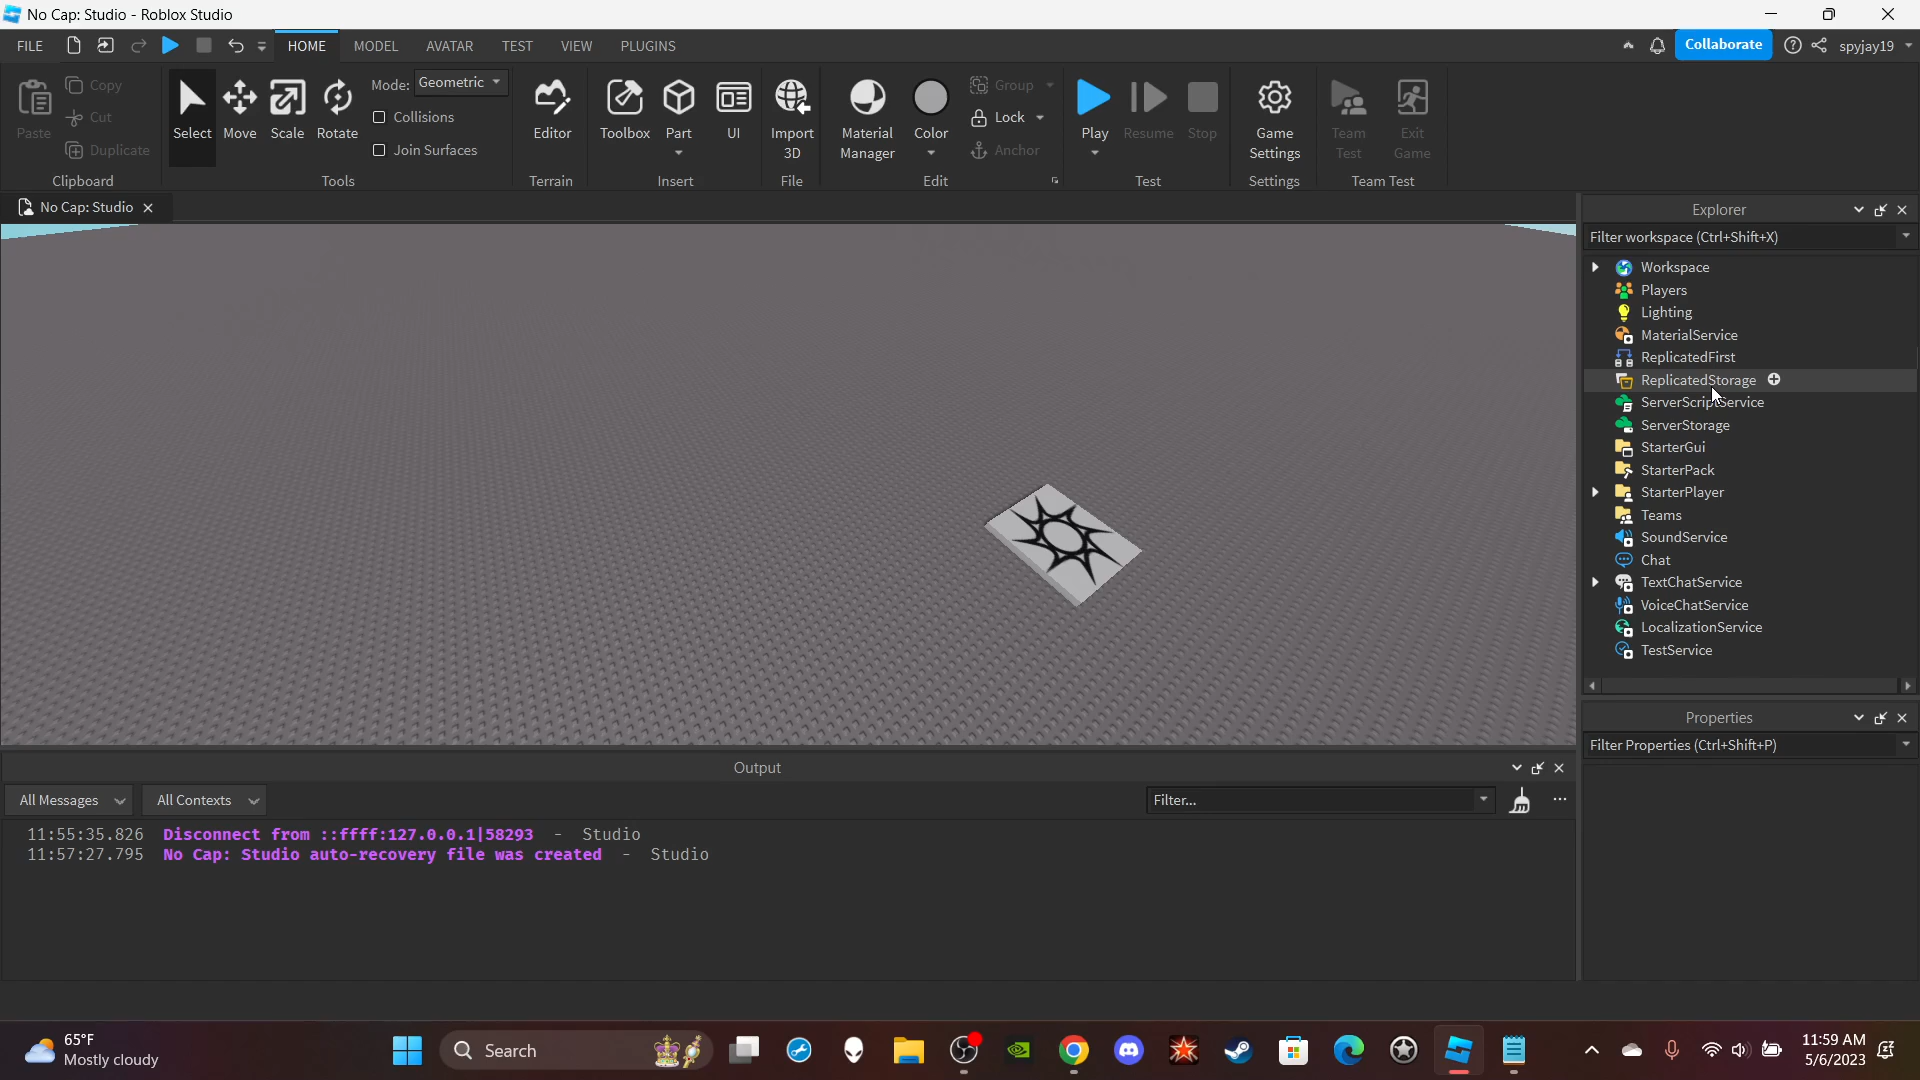 No Cap: Studio - Roblox Studio
FILE HOME MODEL AVATAR TEST VIEW PLUGINS Collaborate spyjay19
Paste Copy Cut Duplicate
Clipboard
Select Move Scale Rotate Mode: Geometric
Collisions
Join Surfaces
Tools
Editor
Terrain
Toolbox Part UI
Insert
Import 3D
File
Material Manager Color Group
Lock
Anchor
Edit
Play Resume Stop
Test
Game Settings
Settings
Team Test Exit Game
Team Test
No Cap: Studio
Explorer
Filter workspace (Ctrl+Shift+X)
Workspace
Players
Lighting
MaterialService
ReplicatedFirst
ReplicatedStorage
ServerScriptService
ServerStorage
StarterGui
StarterPack
StarterPlayer
Teams
SoundService
Chat
TextChatService
VoiceChatService
LocalizationService
TestService
Properties
Filter Properties (Ctrl+Shift+P)
Output
All Messages All Contexts Filter...
11:55:35.826 Disconnect from ::ffff:127.0.0.1|58293 - Studio
11:57:27.795 No Cap: Studio auto-recovery file was created - Studio
65°F
Mostly cloudy
Search
11:59 AM
5/6/2023